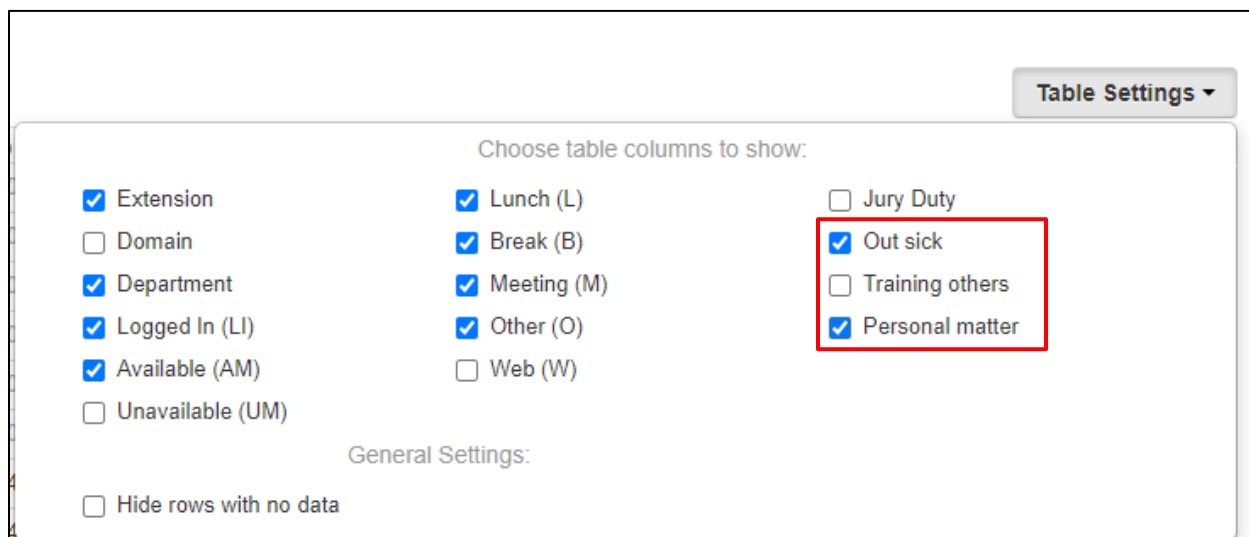 Table Settings
Choose table columns to show:
Extension
Lunch (L)
Jury Duty
Domain
Break (B)
Out sick
Department
Meeting (M)
Training others
Logged In (LI)
Other (O)
Personal matter
Available (AM)
Web (W)
Unavailable (UM)
General Settings:
Hide rows with no data